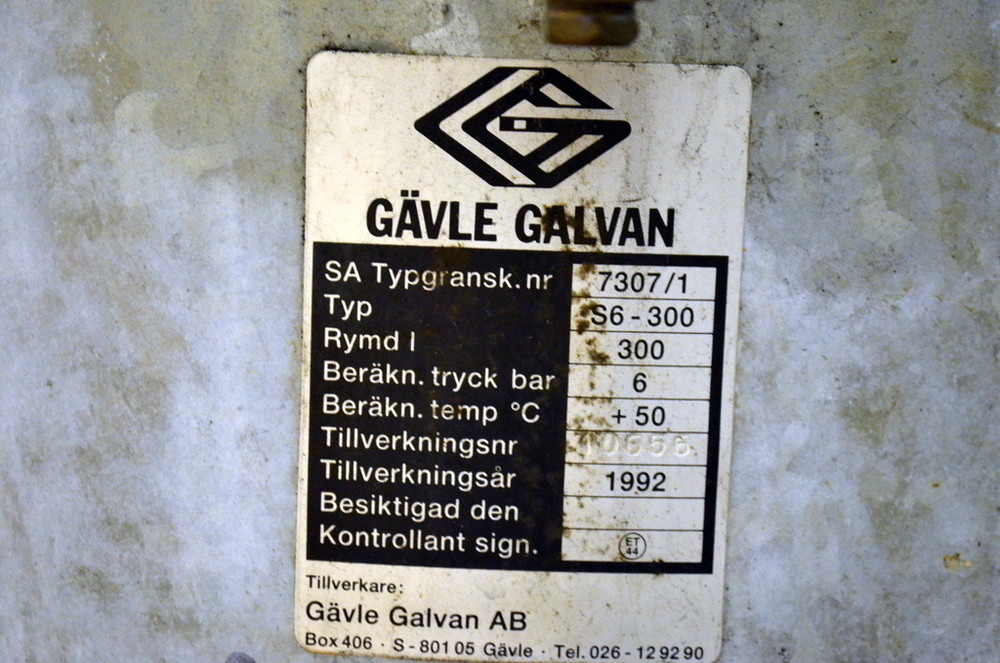 GÄVLE GALVAN
SA Typgransk. nr 7307/1
Typ S6 - 300
Rymd l 300
Beräkn. tryck bar 6
Beräkn. temp °C + 50
Tillverkningsnr 10656
Tillverkningsår 1992
Besiktigad den
Kontrollant sign. ET 44
Tillverkare:
Gävle Galvan AB
Box 406 · S - 801 05 Gävle · Tel. 026 - 12 92 90